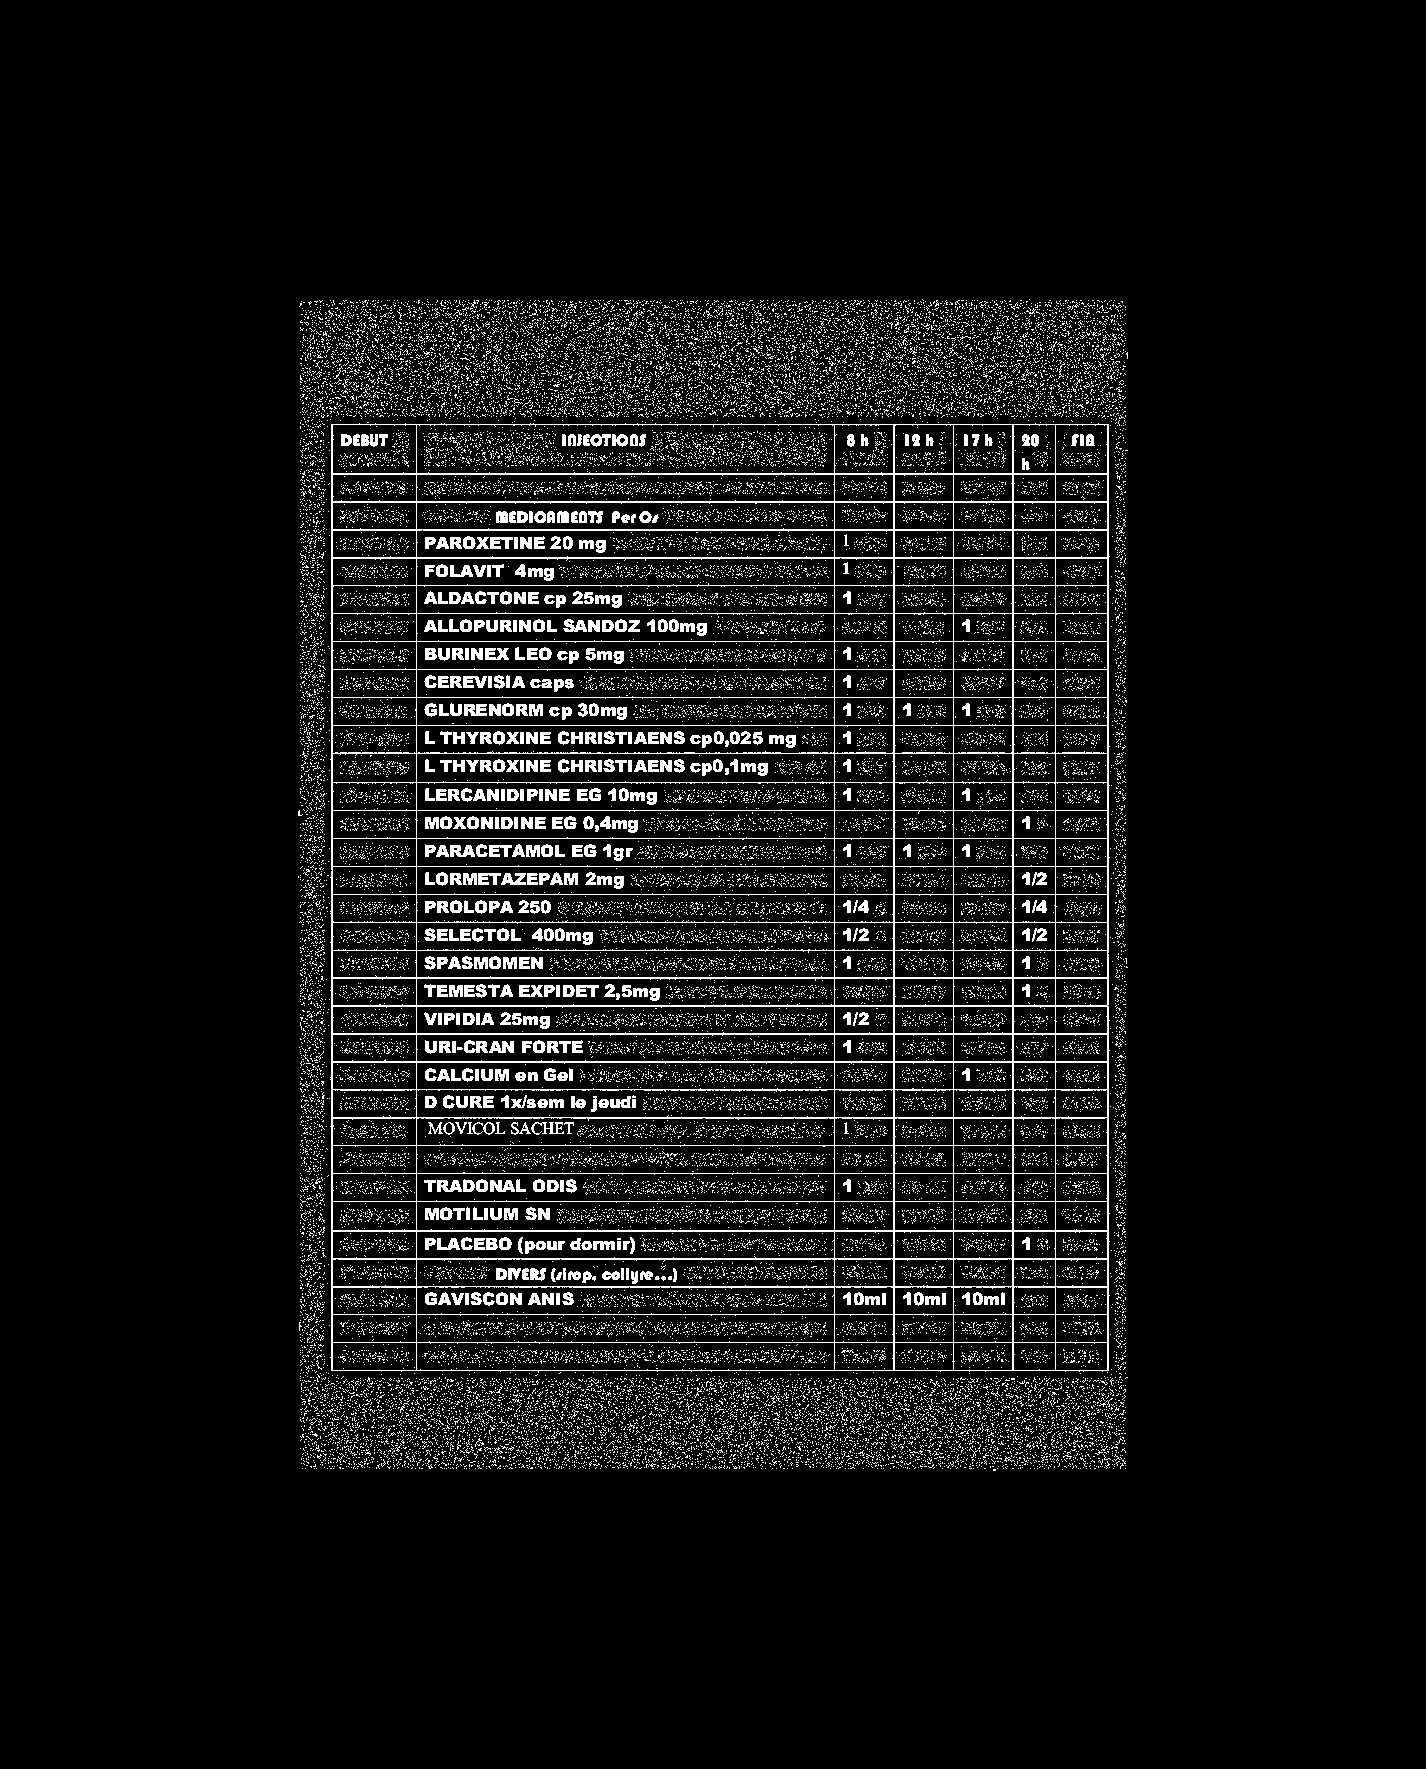 DEBUT INJECTIONS 8 h 12 h 17 h 20 h FIN
MEDICAMENTS Per Os
PAROXETINE 20 mg 1
FOLAVIT 4mg 1
ALDACTONE cp 25mg 1
ALLOPURINOL SANDOZ 100mg 1
BURINEX LEO cp 5mg 1
CEREVISIA caps 1
GLURENORM cp 30mg 1 1 1
L THYROXINE CHRISTIAENS cp0,025 mg 1
L THYROXINE CHRISTIAENS cp0,1mg 1
LERCANIDIPINE EG 10mg 1 1
MOXONIDINE EG 0,4mg 1
PARACETAMOL EG 1gr 1 1 1
LORMETAZEPAM 2mg 1/2
PROLOPA 250 1/4 1/4
SELECTOL 400mg 1/2 1/2
SPASMOMEN 1 1
TEMESTA EXPIDET 2,5mg 1
VIPIDIA 25mg 1/2
URI-CRAN FORTE 1
CALCIUM en Gel 1
D CURE 1x/sem le jeudi
MOVICOL SACHET 1
TRADONAL ODIS 1
MOTILIUM SN
PLACEBO (pour dormir) 1
DIVERS (sirop, collyre...)
GAVISCON ANIS 10ml 10ml 10ml